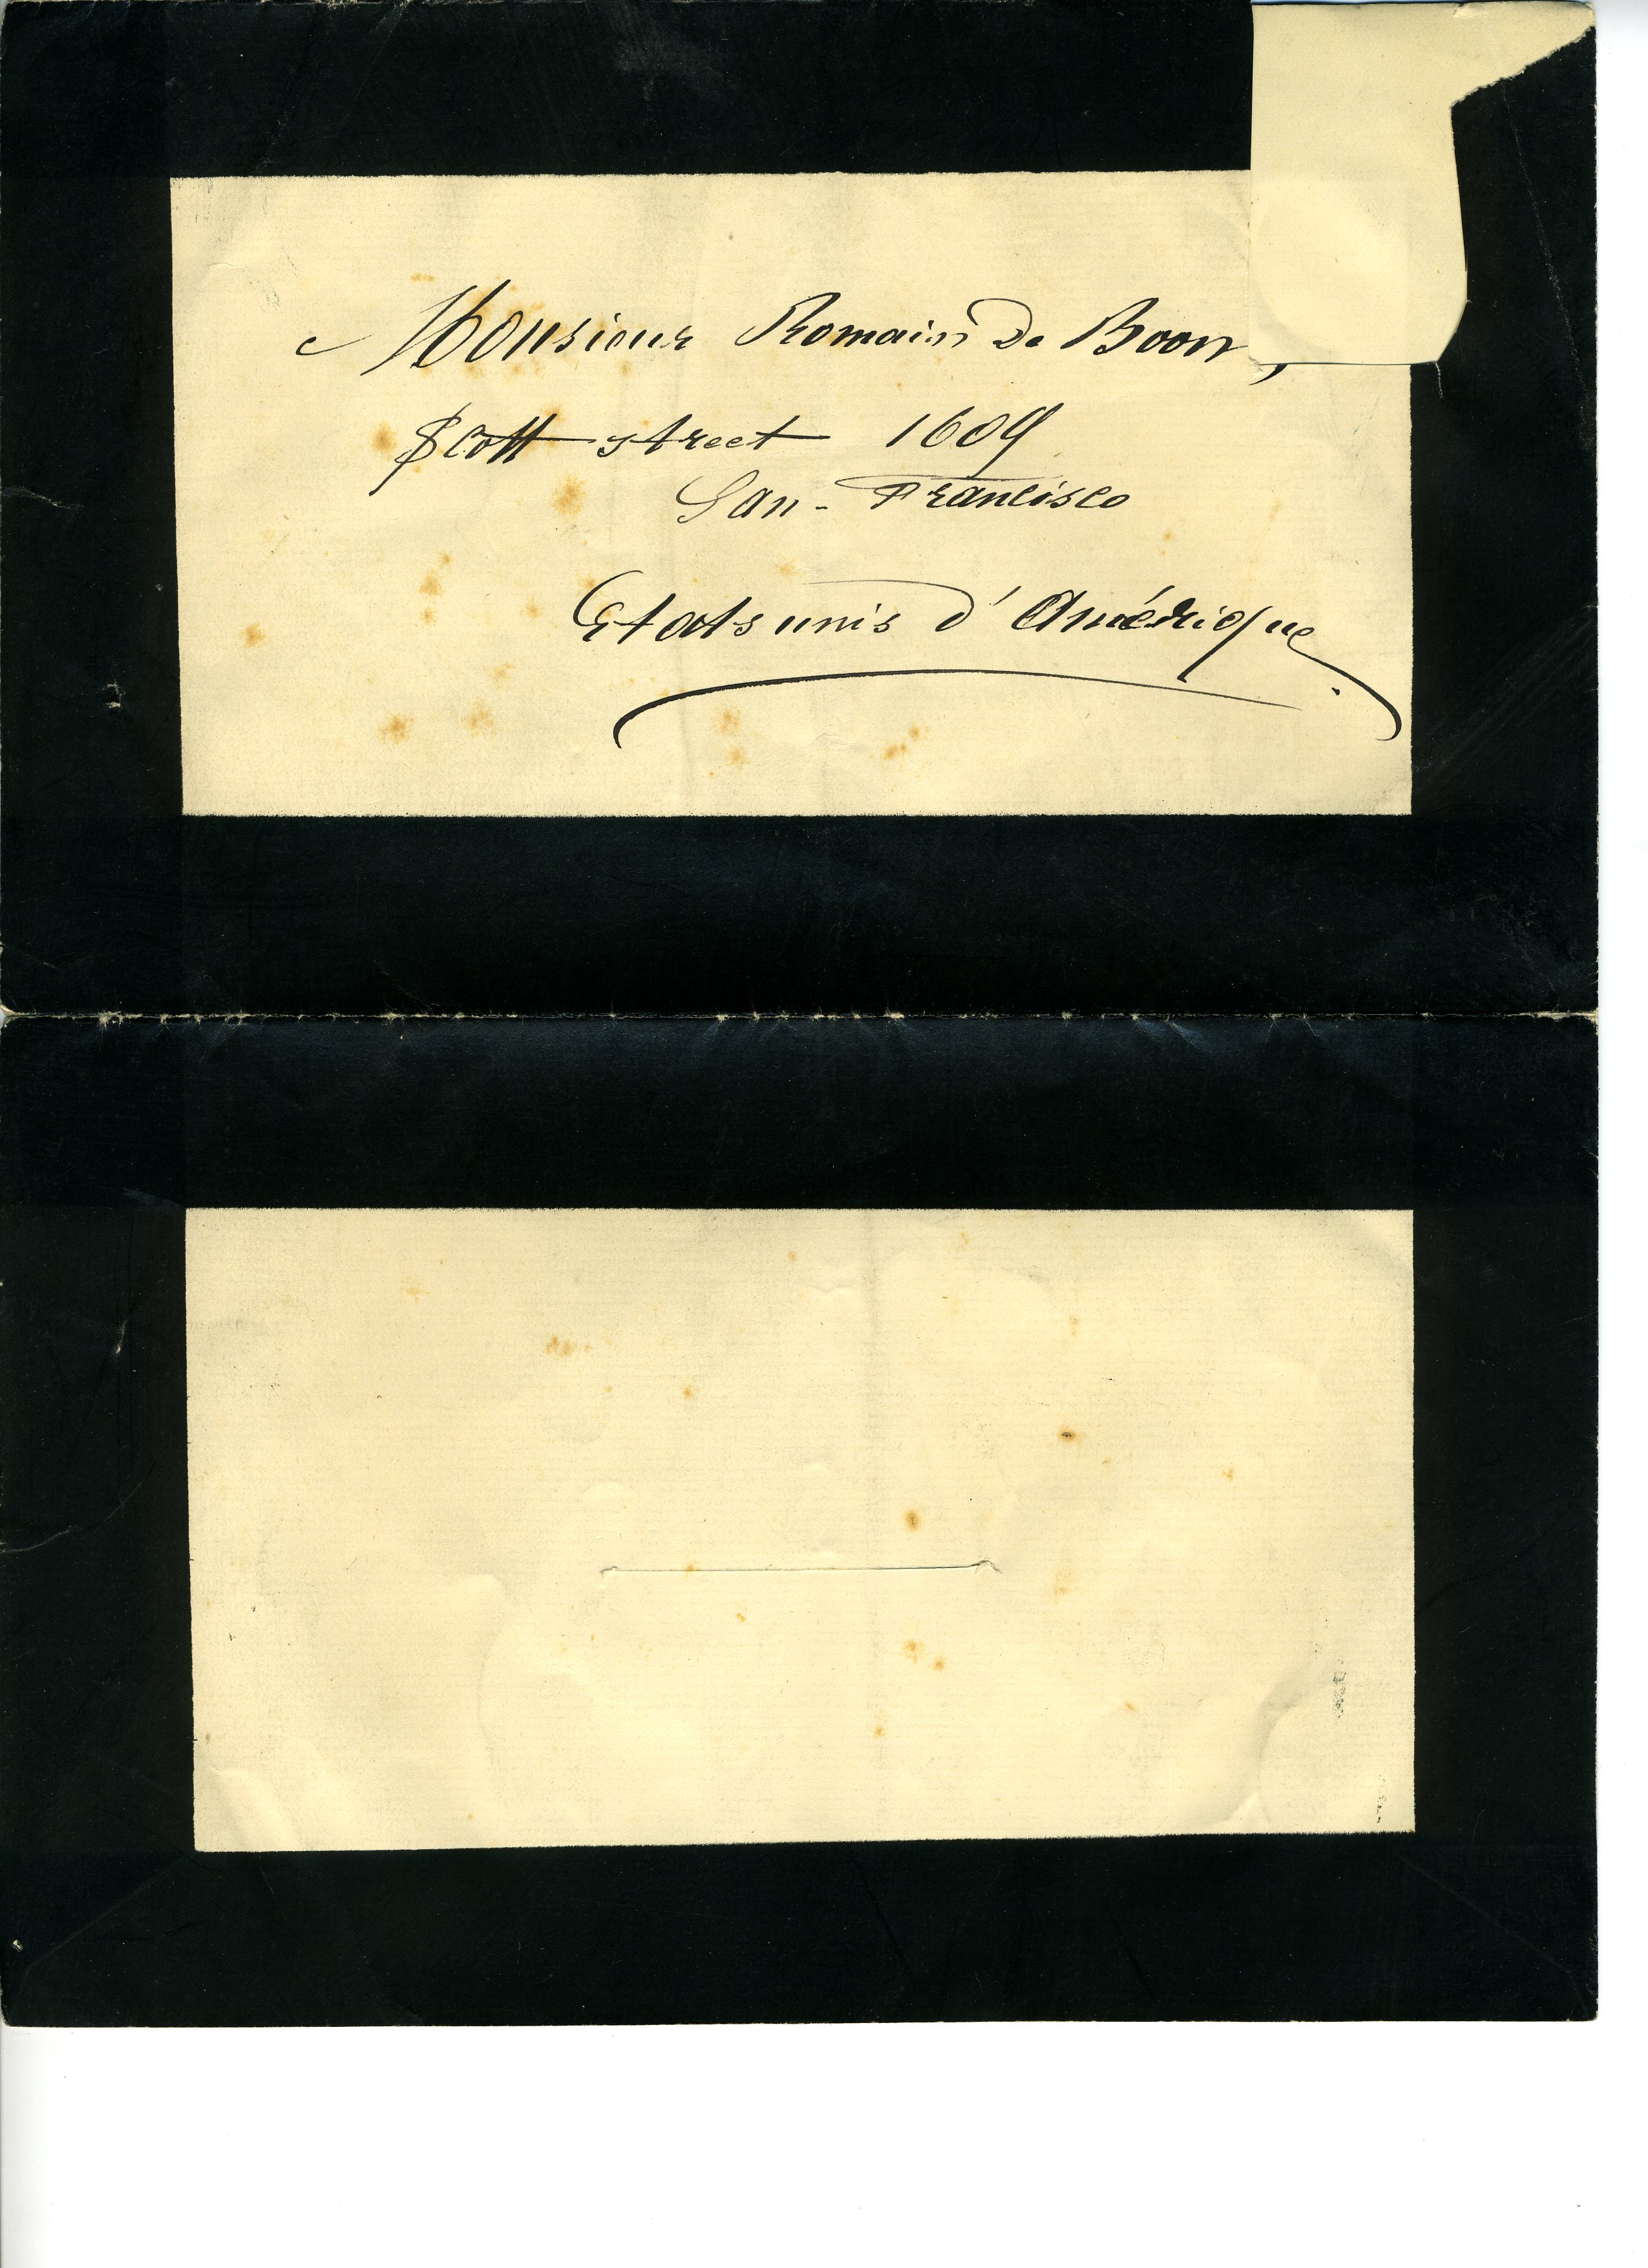 Monsieur Romain De Boom,
Scott street 1609
San-Francisco
Etats unis d'Amérique.